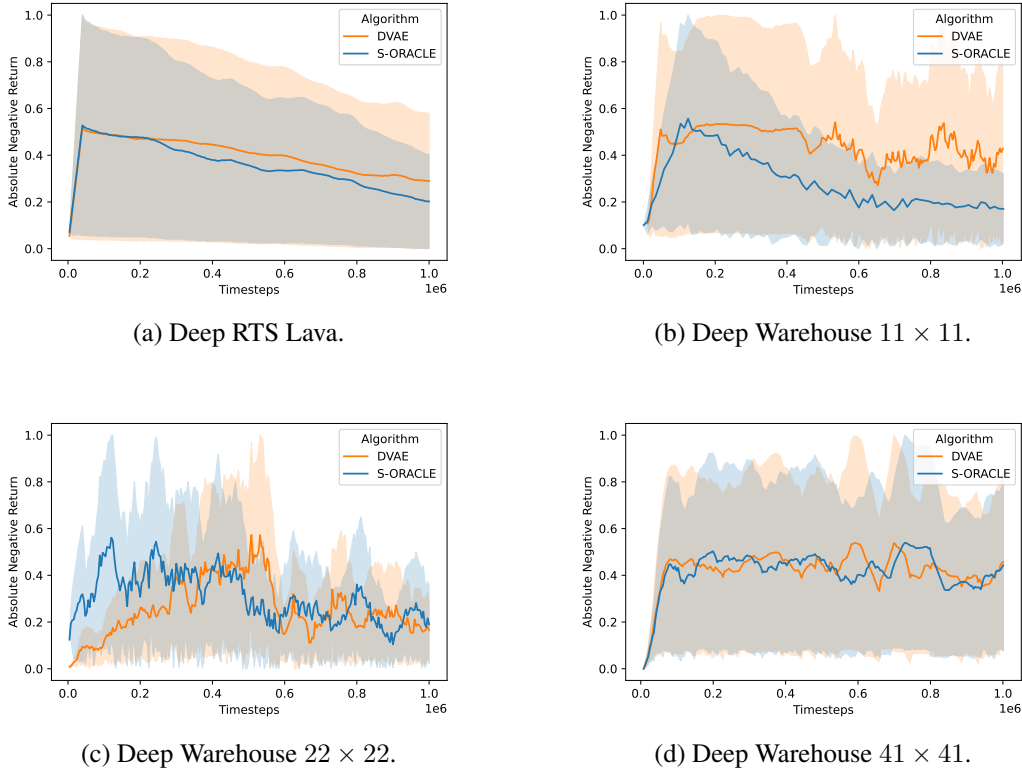 Absolute Negative Return
1.0
0.8
0.6
0.4
0.2
0.0
Algorithm
DVAE
S-ORACLE
0.0 0.2 0.4 0.6 0.8 1.0
1e6
Timesteps
(a) Deep RTS Lava.
Absolute Negative Return
1.0
0.8
0.6
0.4
0.2
0.0
Algorithm
DVAE
S-ORACLE
0.0 0.2 0.4 0.6 0.8 1.0
1e6
Timesteps
(b) Deep Warehouse 11 × 11.
Absolute Negative Return
1.0
0.8
0.6
0.4
0.2
0.0
Algorithm
DVAE
S-ORACLE
0.0 0.2 0.4 0.6 0.8 1.0
1e6
Timesteps
(c) Deep Warehouse 22 × 22.
Absolute Negative Return
1.0
0.8
0.6
0.4
0.2
0.0
Algorithm
DVAE
S-ORACLE
0.0 0.2 0.4 0.6 0.8 1.0
1e6
Timesteps
(d) Deep Warehouse 41 × 41.